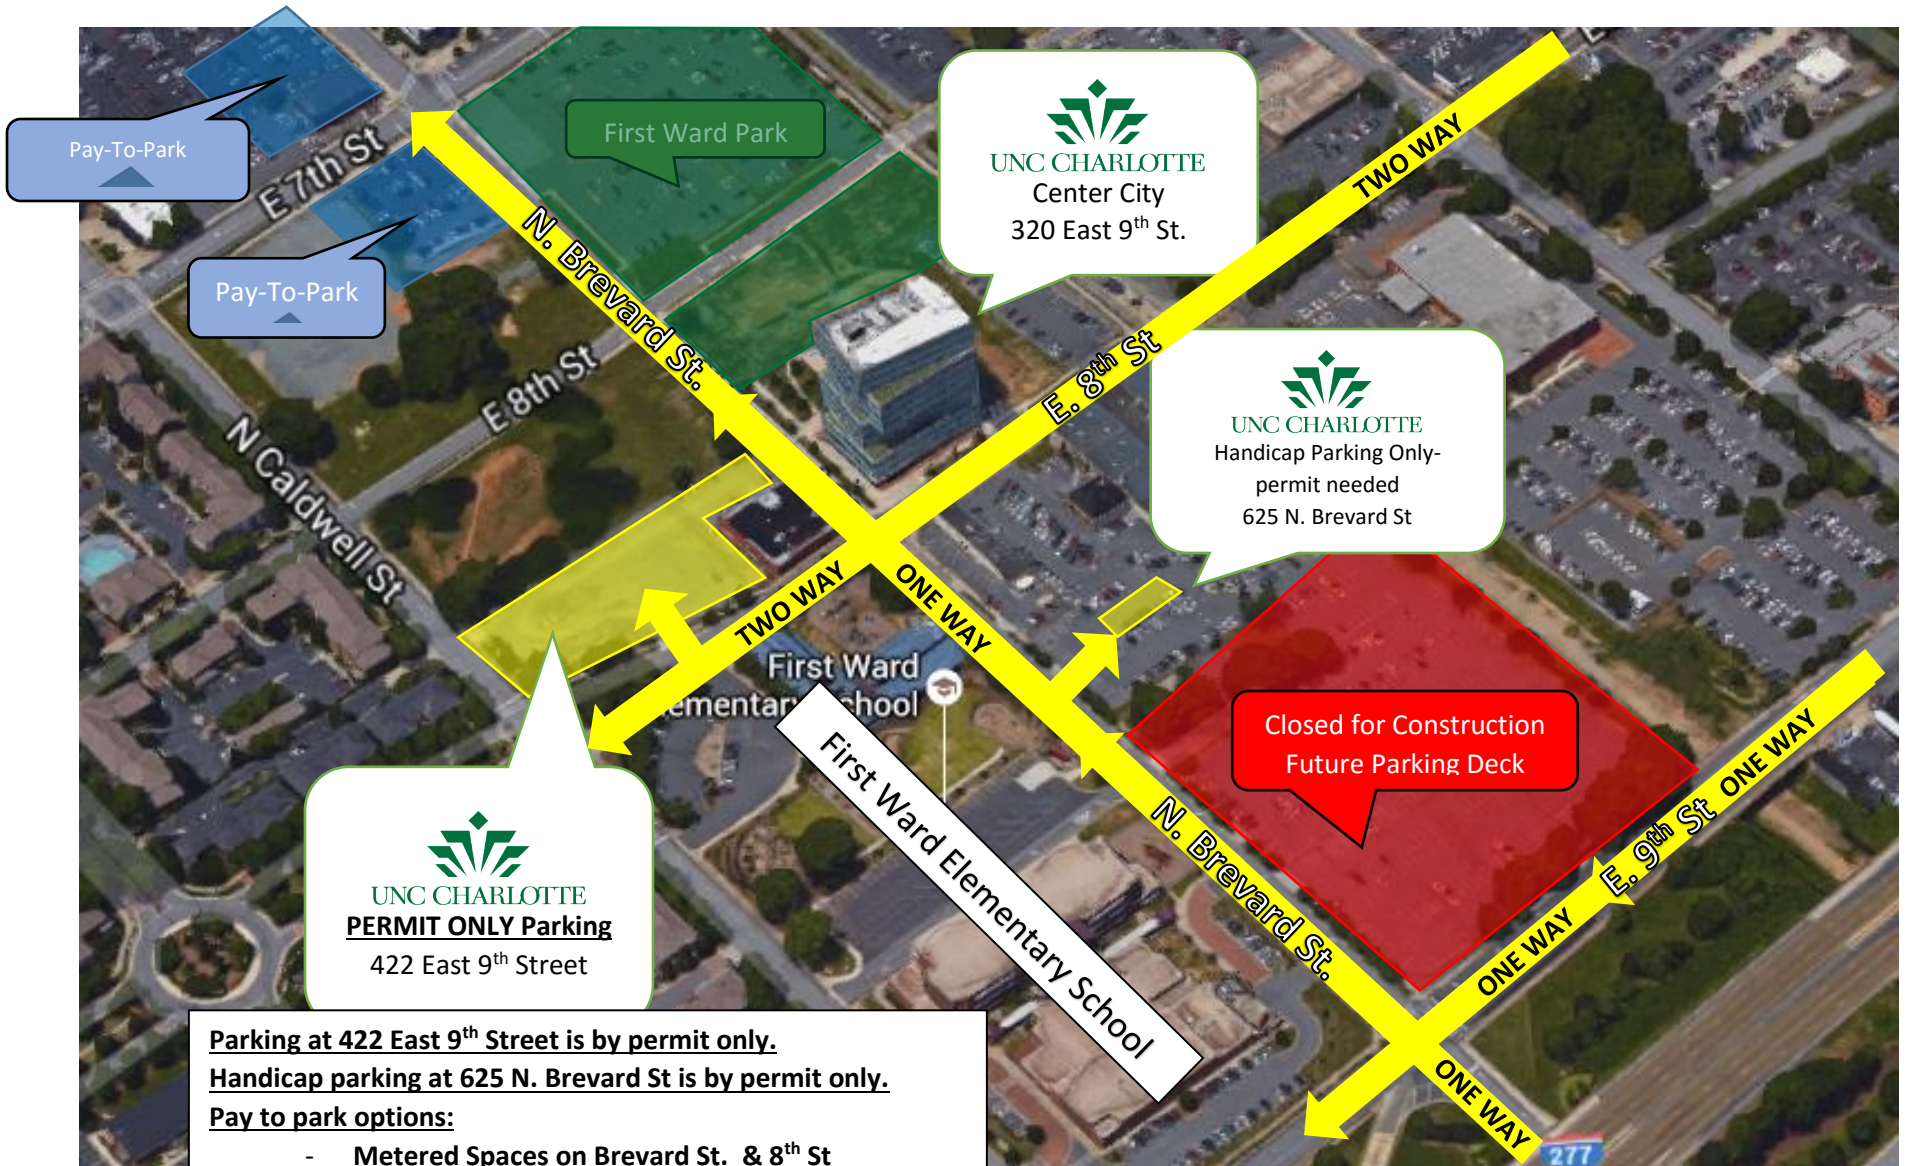 Pay-To-Park
E 7th St
Pay-To-Park
First Ward Park
UNC CHARLOTTE
Center City
320 East 9th St.
TWO WAY
N. Brevard St.
E 8th St
E. 8th St
N Caldwell St
UNC CHARLOTTE
Handicap Parking Only-
permit needed
625 N. Brevard St
TWO WAY
ONE WAY
First Ward
ementary School
First Ward Elementary School
Closed for Construction
Future Parking Deck
N. Brevard St.
E. 9th St
ONE WAY
ONE WAY
ONE WAY
277
UNC CHARLOTTE
PERMIT ONLY Parking
422 East 9th Street
Parking at 422 East 9th Street is by permit only.
Handicap parking at 625 N. Brevard St is by permit only.
Pay to park options:
- Metered Spaces on Brevard St. & 8th St